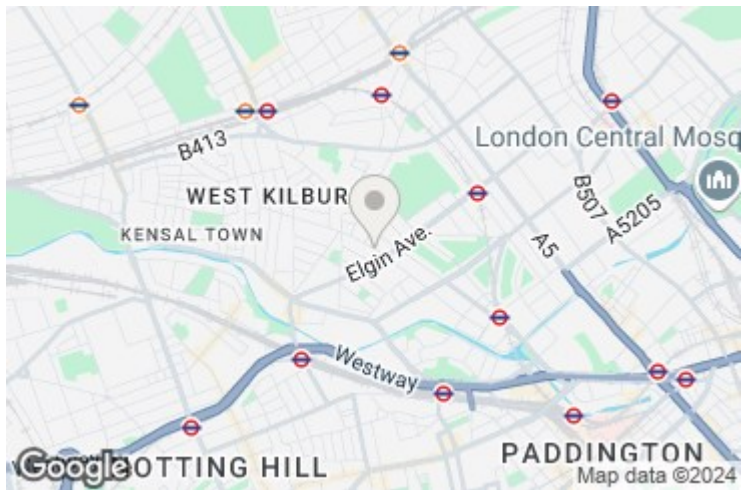 London Central Mosq
B413
WEST KILBUR
B507
A5205
KENSAL TOWN
Elgin Ave.
A5
Westway
OTTING HILL
PADDINGTON
Google
Map data ©2024